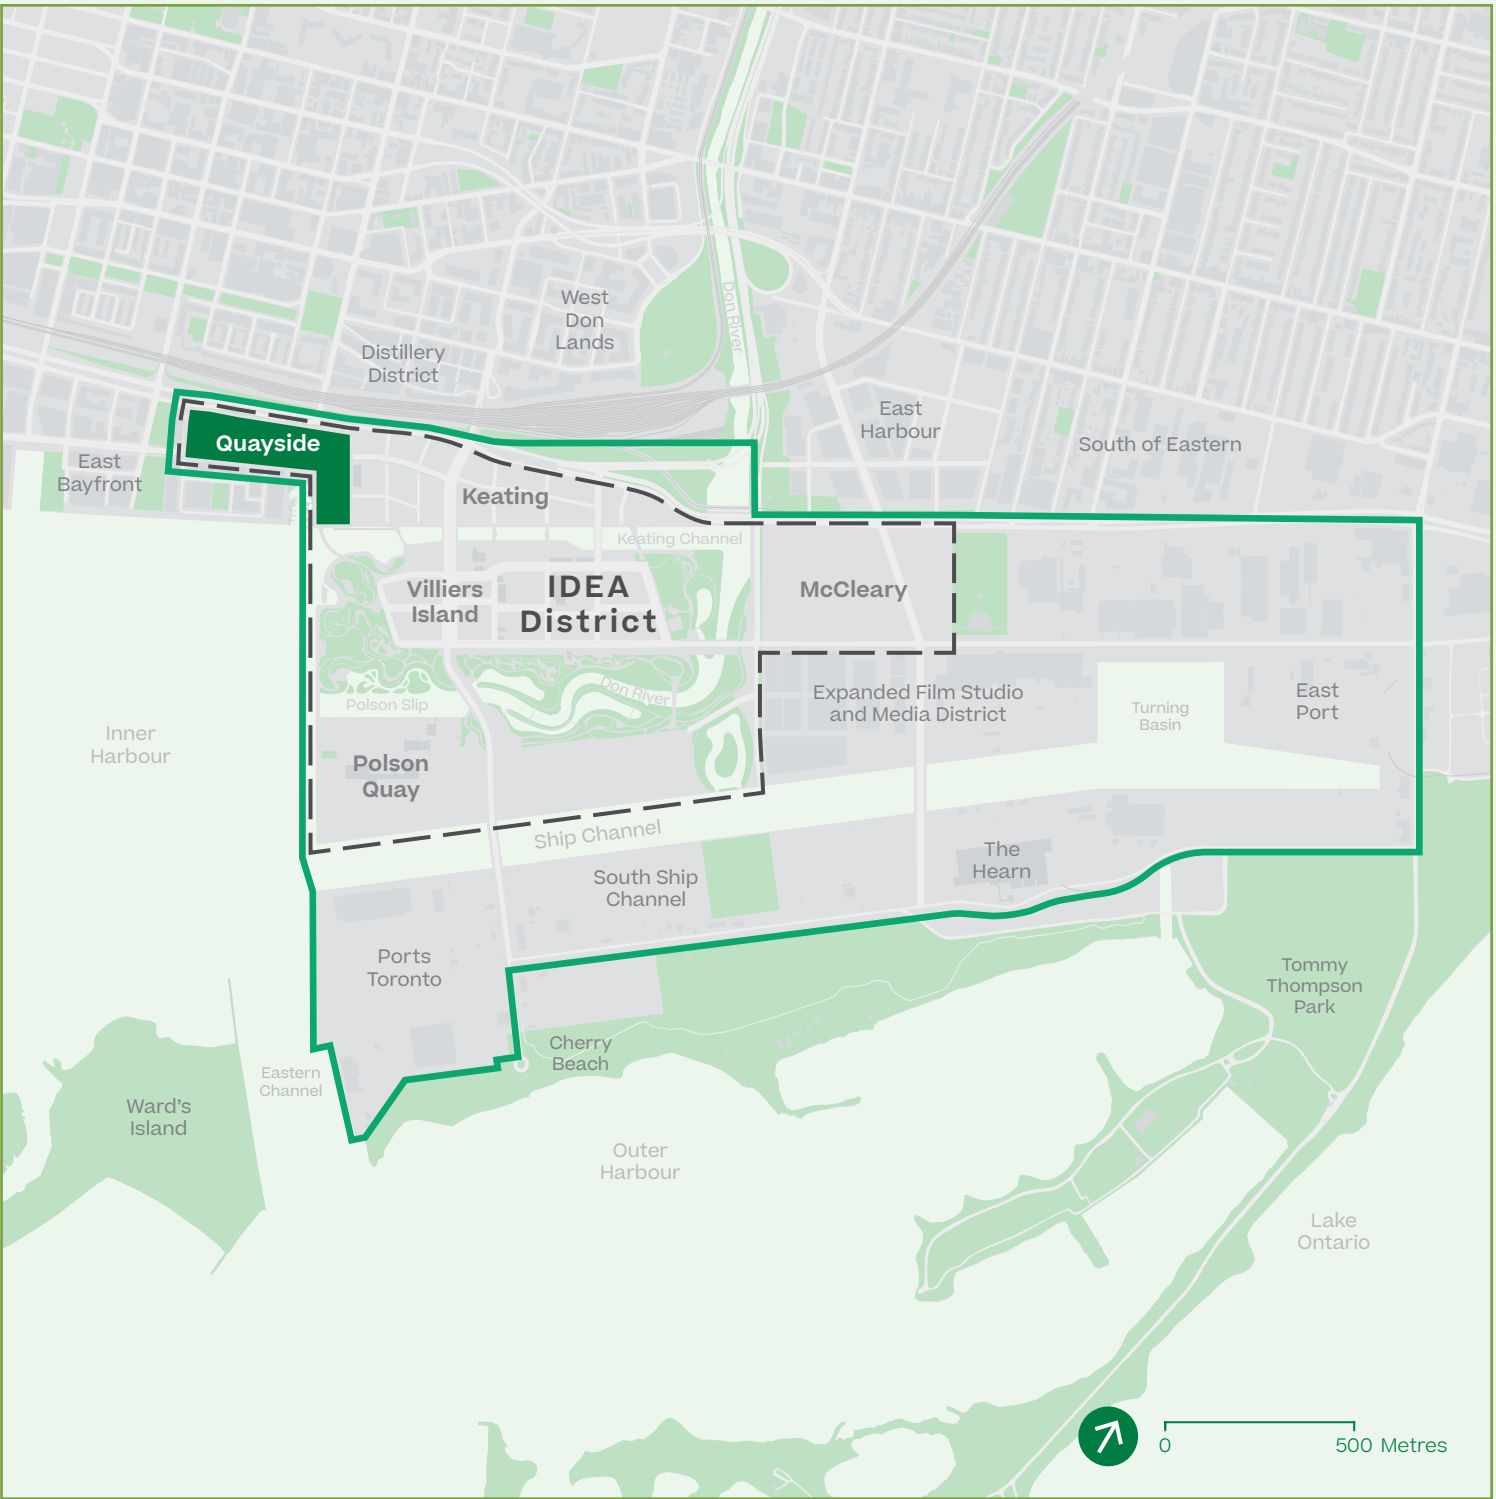 West
Don
Lands
Don River
Distillery
District
East
Harbour
South of Eastern
Quayside
East
Bayfront
Keating
Keating Channel
Villiers
Island
IDEA
District
McCleary
Don River
Polson Slip
Expanded Film Studio
and Media District
Turning
Basin
East
Port
Inner
Harbour
Polson
Quay
Ship Channel
South Ship
Channel
The
Hearn
Ports
Toronto
Tommy
Thompson
Park
Cherry
Beach
Eastern
Channel
Ward's
Island
Outer
Harbour
Lake
Ontario
0 500 Metres